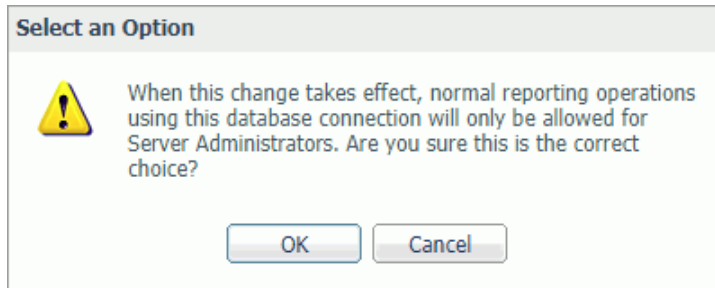 Select an Option
When this change takes effect, normal reporting operations
using this database connection will only be allowed for
Server Administrators. Are you sure this is the correct
choice?
OK Cancel